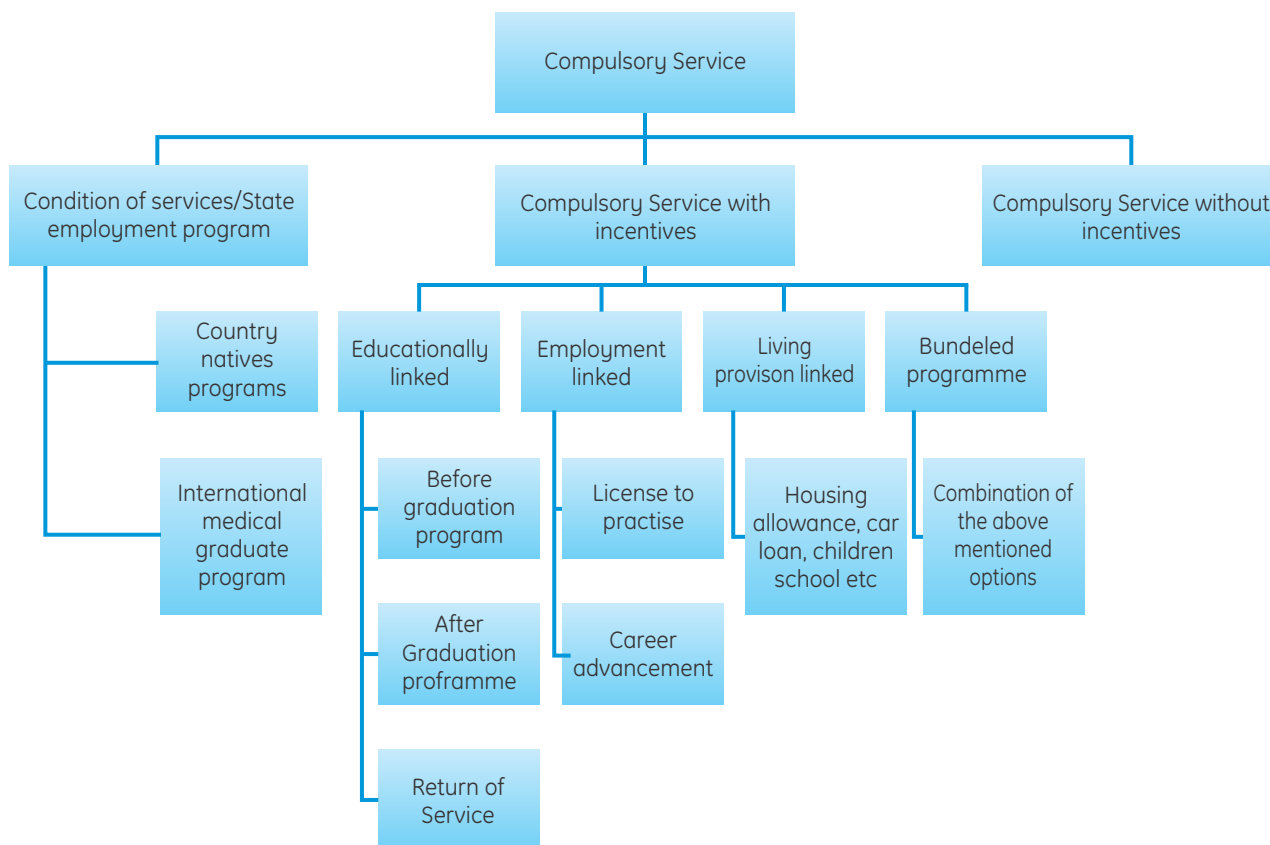 Compulsory Service
Condition of services/State
employment program
Compulsory Service with
incentives
Compulsory Service without
incentives
Country
natives
programs
Educationally
linked
Employment
linked
Living
provison linked
Bundeled
programme
International
medical
graduate
program
Before
graduation
program
License to
practise
Housing
allowance, car
loan, children
school etc
Combination of
the above
mentioned
options
After
Graduation
proframme
Career
advancement
Return of
Service